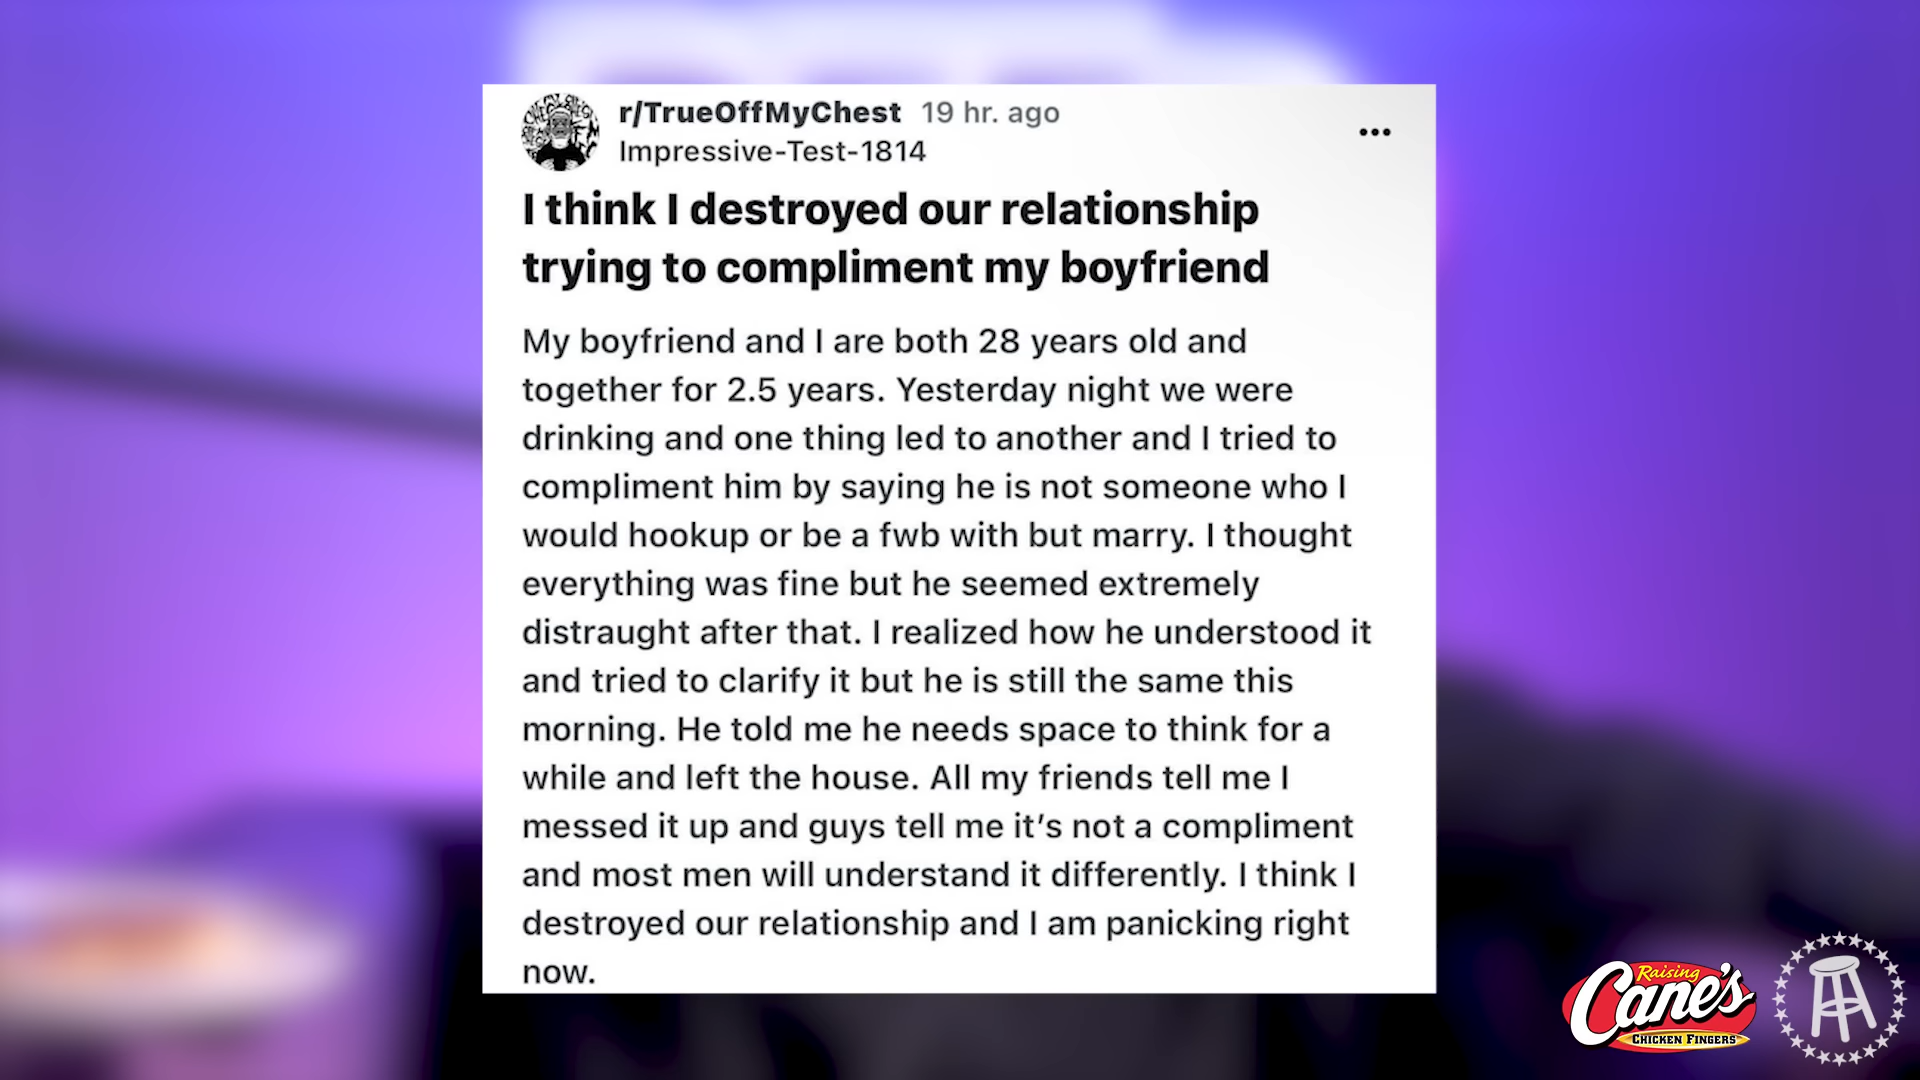 r/TrueOffMyChest 19 hr. ago
Impressive-Test-1814
I think I destroyed our relationship
trying to compliment my boyfriend
My boyfriend and I are both 28 years old and
together for 2.5 years. Yesterday night we were
drinking and one thing led to another and I tried to
compliment him by saying he is not someone who I
would hookup or be a fwb with but marry. I thought
everything was fine but he seemed extremely
distraught after that. I realized how he understood it
and tried to clarify it but he is still the same this
morning. He told me he needs space to think for a
while and left the house. All my friends tell me I
messed it up and guys tell me it's not a compliment
and most men will understand it differently. I think I
destroyed our relationship and I am panicking right
now.
Raising
Cane's
CHICKEN FINGERS